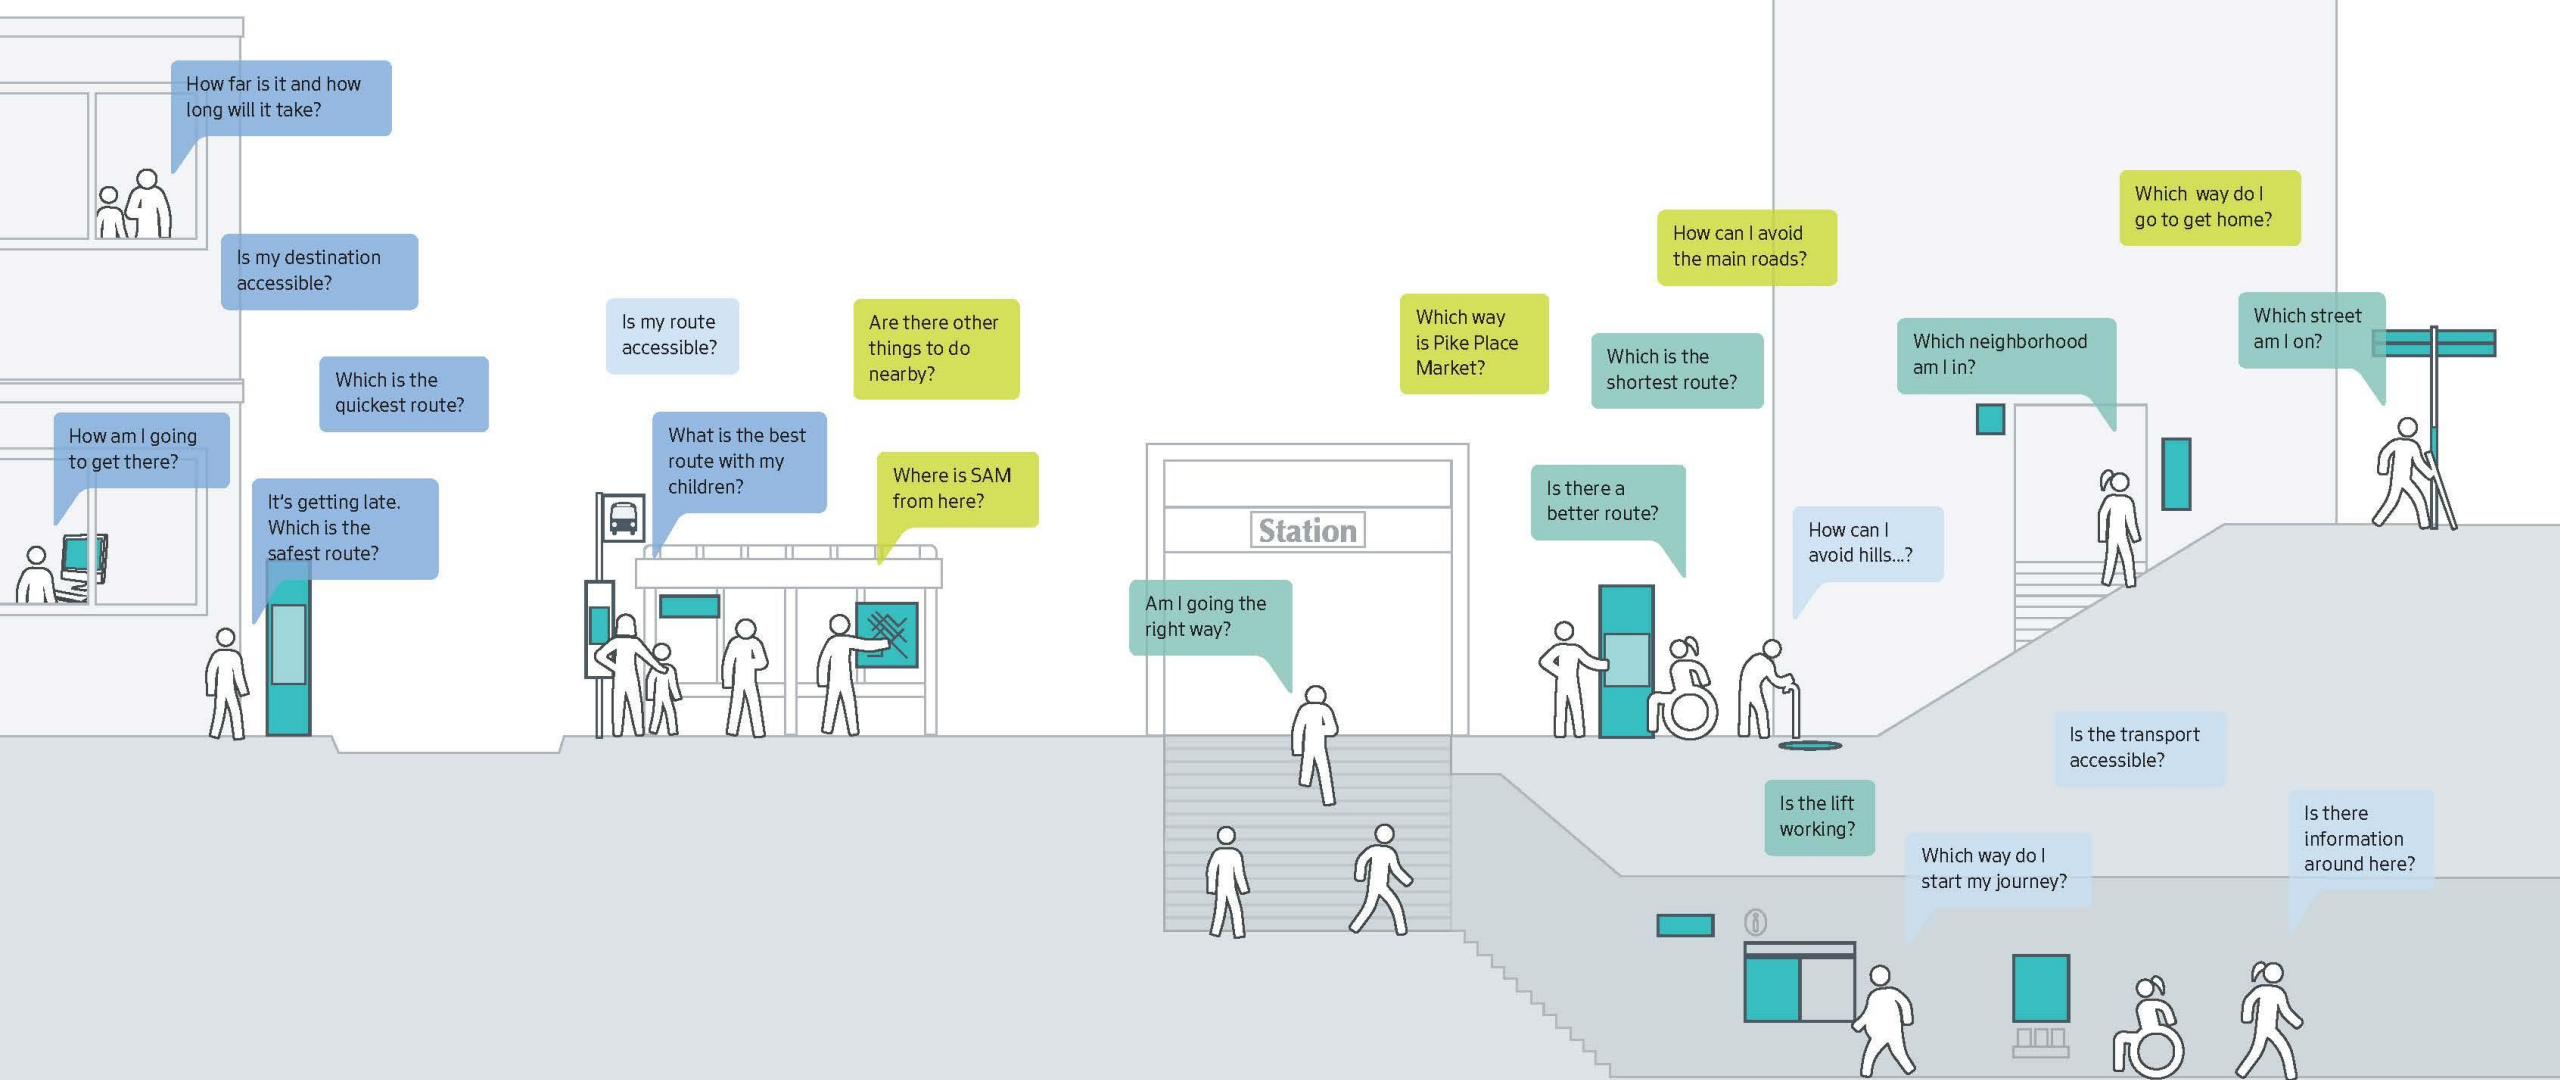 How far is it and how
long will it take?
Is my destination
accessible?
Which is the
quickest route?
How am I going
to get there?
It's getting late.
Which is the
safest route?
Is my route
accessible?
What is the best
route with my
children?
Are there other
things to do
nearby?
Where is SAM
from here?
Station
Am I going the
right way?
Which way
is Pike Place
Market?
How can I avoid
the main roads?
Which is the
shortest route?
Is there a
better route?
How can I
avoid hills...?
Which neighborhood
am I in?
Which way do I
go to get home?
Which street
am I on?
Is the lift
working?
Is the transport
accessible?
Which way do I
start my journey?
Is there
information
around here?
i